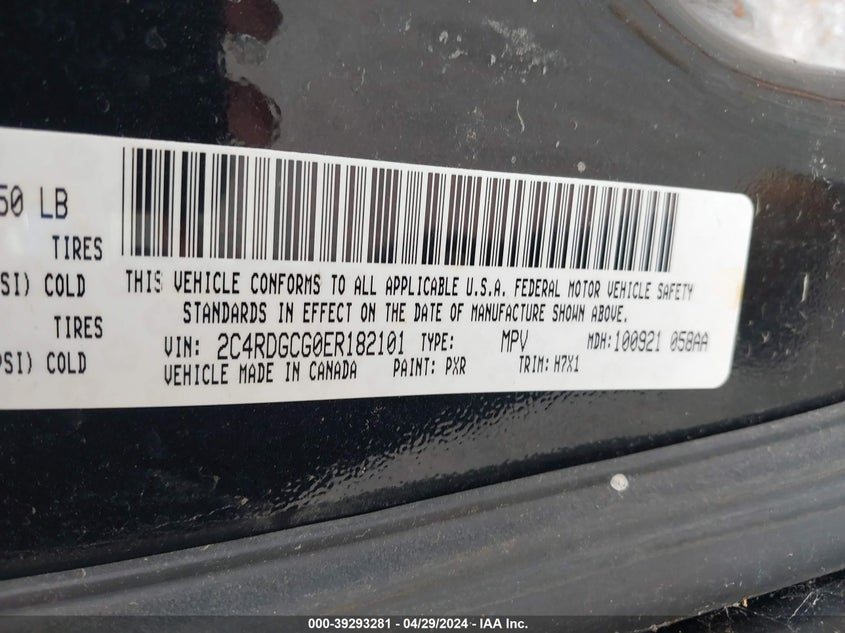 50 LB
TIRES
SI) COLD
TIRES
PSI) COLD
THIS VEHICLE CONFORMS TO ALL APPLICABLE U.S.A. FEDERAL MOTOR VEHICLE SAFETY
STANDARDS IN EFFECT ON THE DATE OF MANUFACTURE SHOWN ABOVE.
VIN: 2C4RDGCG0ER182101 TYPE: MPV MDH: 100921 058AA
VEHICLE MADE IN CANADA PAINT: PXR TRIM: H7X1
000-39293281 - 04/29/2024 - IAA Inc.